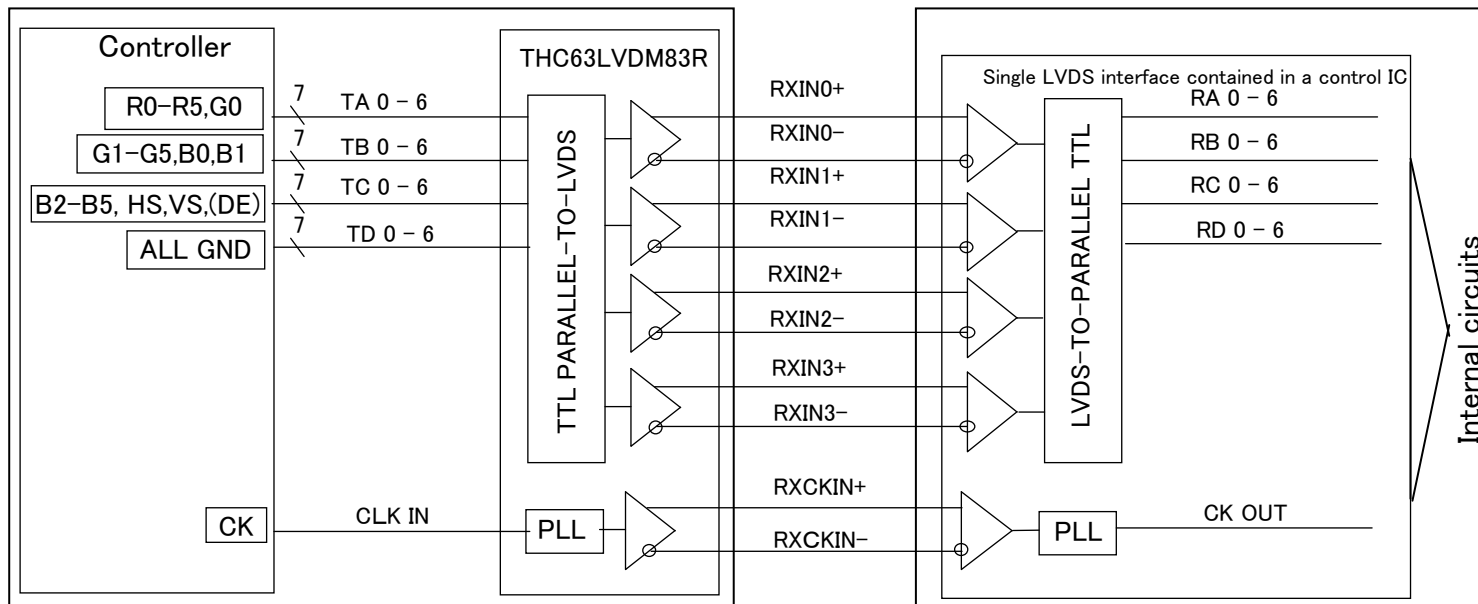 Controller
THC63LVDM83R
Single LVDS interface contained in a control IC
R0-R5,G0
7
TA 0 - 6
RXIN0+
RA 0 - 6
G1-G5,B0,B1
7
TB 0 - 6
RXIN0-
RB 0 - 6
B2-B5, HS,VS,(DE)
7
TC 0 - 6
RXIN1+
RC 0 - 6
ALL GND
7
TD 0 - 6
RXIN1-
RD 0 - 6
TTL PARALLEL-TO-LVDS
RXIN2+
RXIN2-
RXIN3+
RXIN3-
LVDS-TO-PARALLEL TTL
Internal circuits
CK
CLK IN
PLL
RXCKIN+
RXCKIN-
PLL
CK OUT